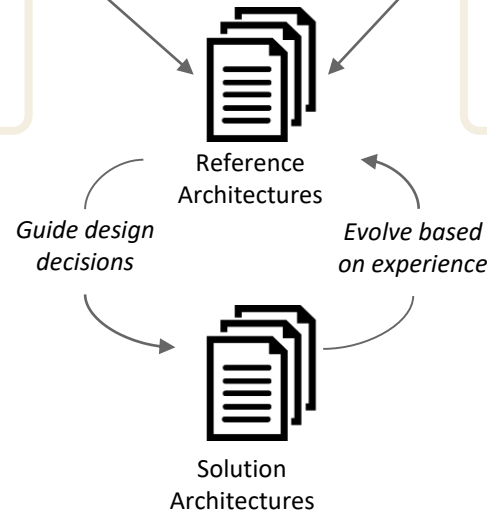 Reference
Architectures
Guide design
decisions
Evolve based
on experience
Solution
Architectures